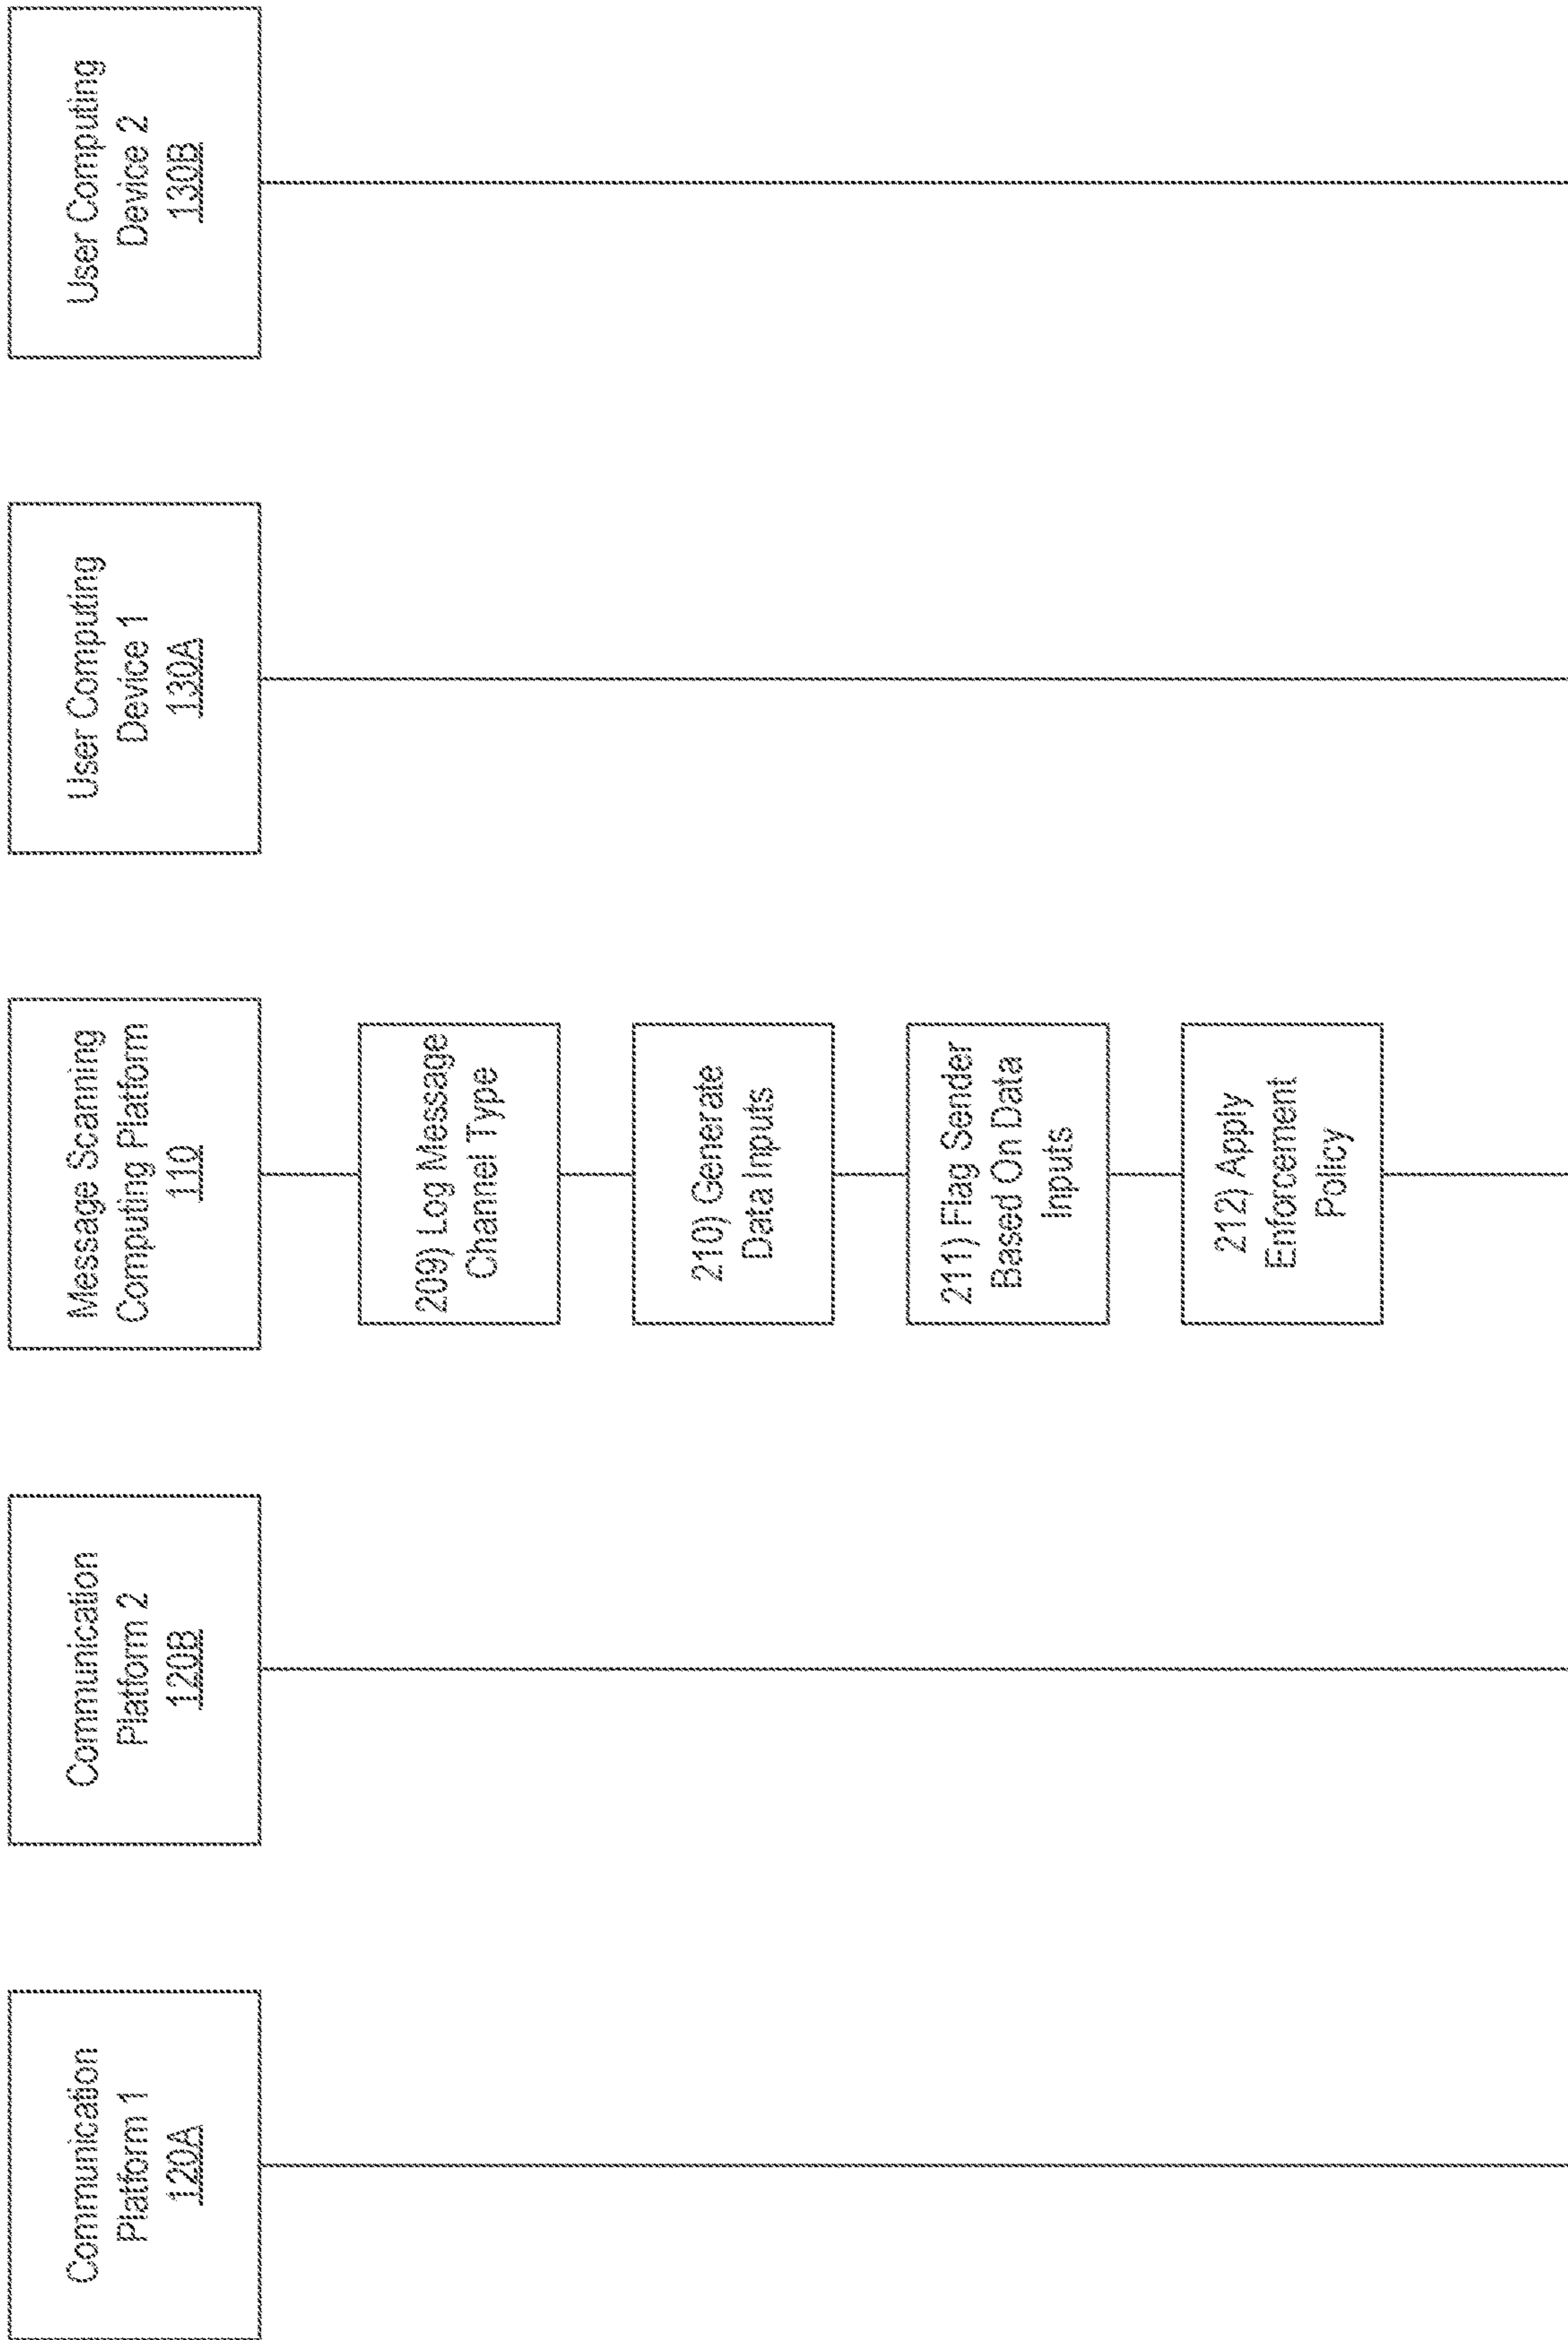 Communication
Platform 1
120A
Communication
Platform 2
120B
Message Scanning
Computing Platform
110
User Computing
Device 1
130A
User Computing
Device 2
130B
209) Log Message
Channel Type
210) Generate
Data Inputs
211) Flag Sender
Based On Data
Inputs
212) Apply
Enforcement
Policy